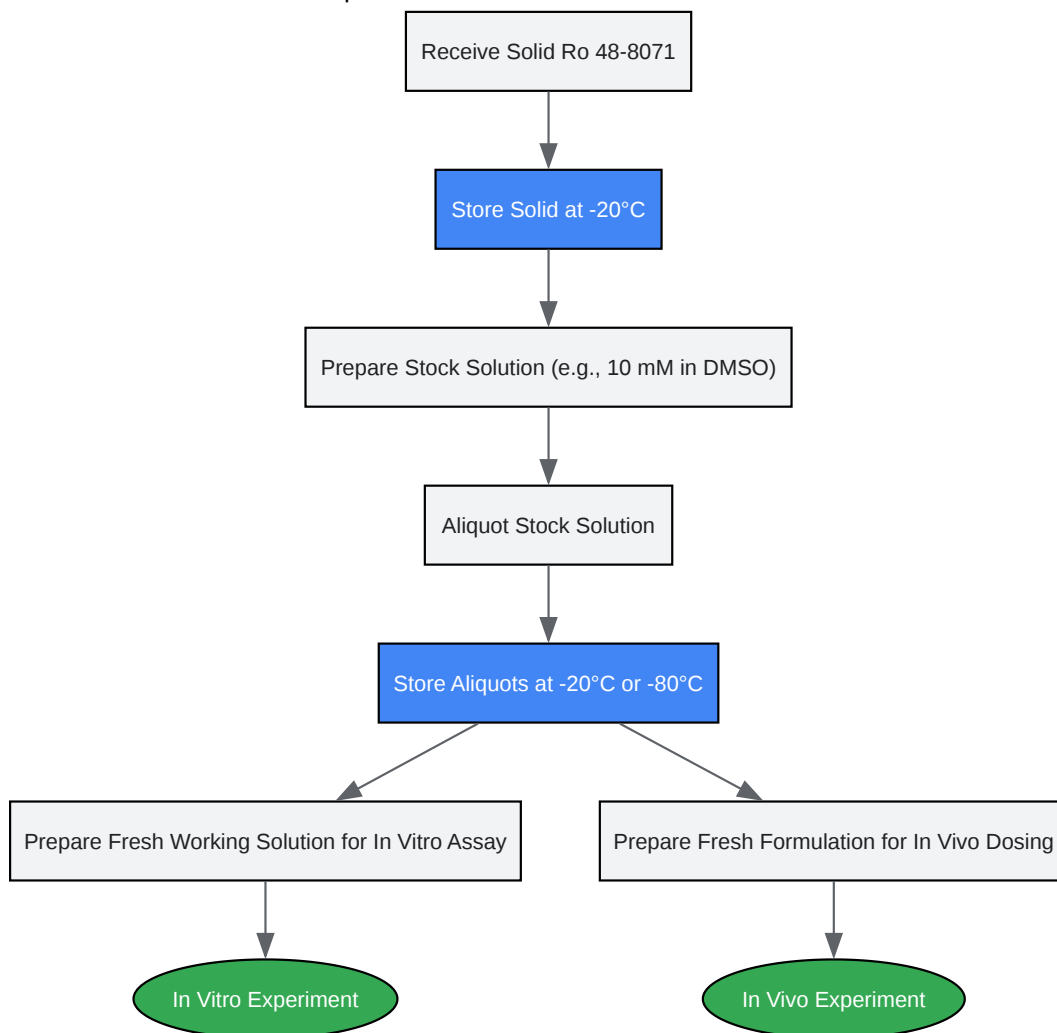 Receive Solid Ro 48-8071
Store Solid at -20°C
Prepare Stock Solution (e.g., 10 mM in DMSO)
Aliquot Stock Solution
Store Aliquots at -20°C or -80°C
Prepare Fresh Working Solution for In Vitro Assay
Prepare Fresh Formulation for In Vivo Dosing
In Vitro Experiment
In Vivo Experiment